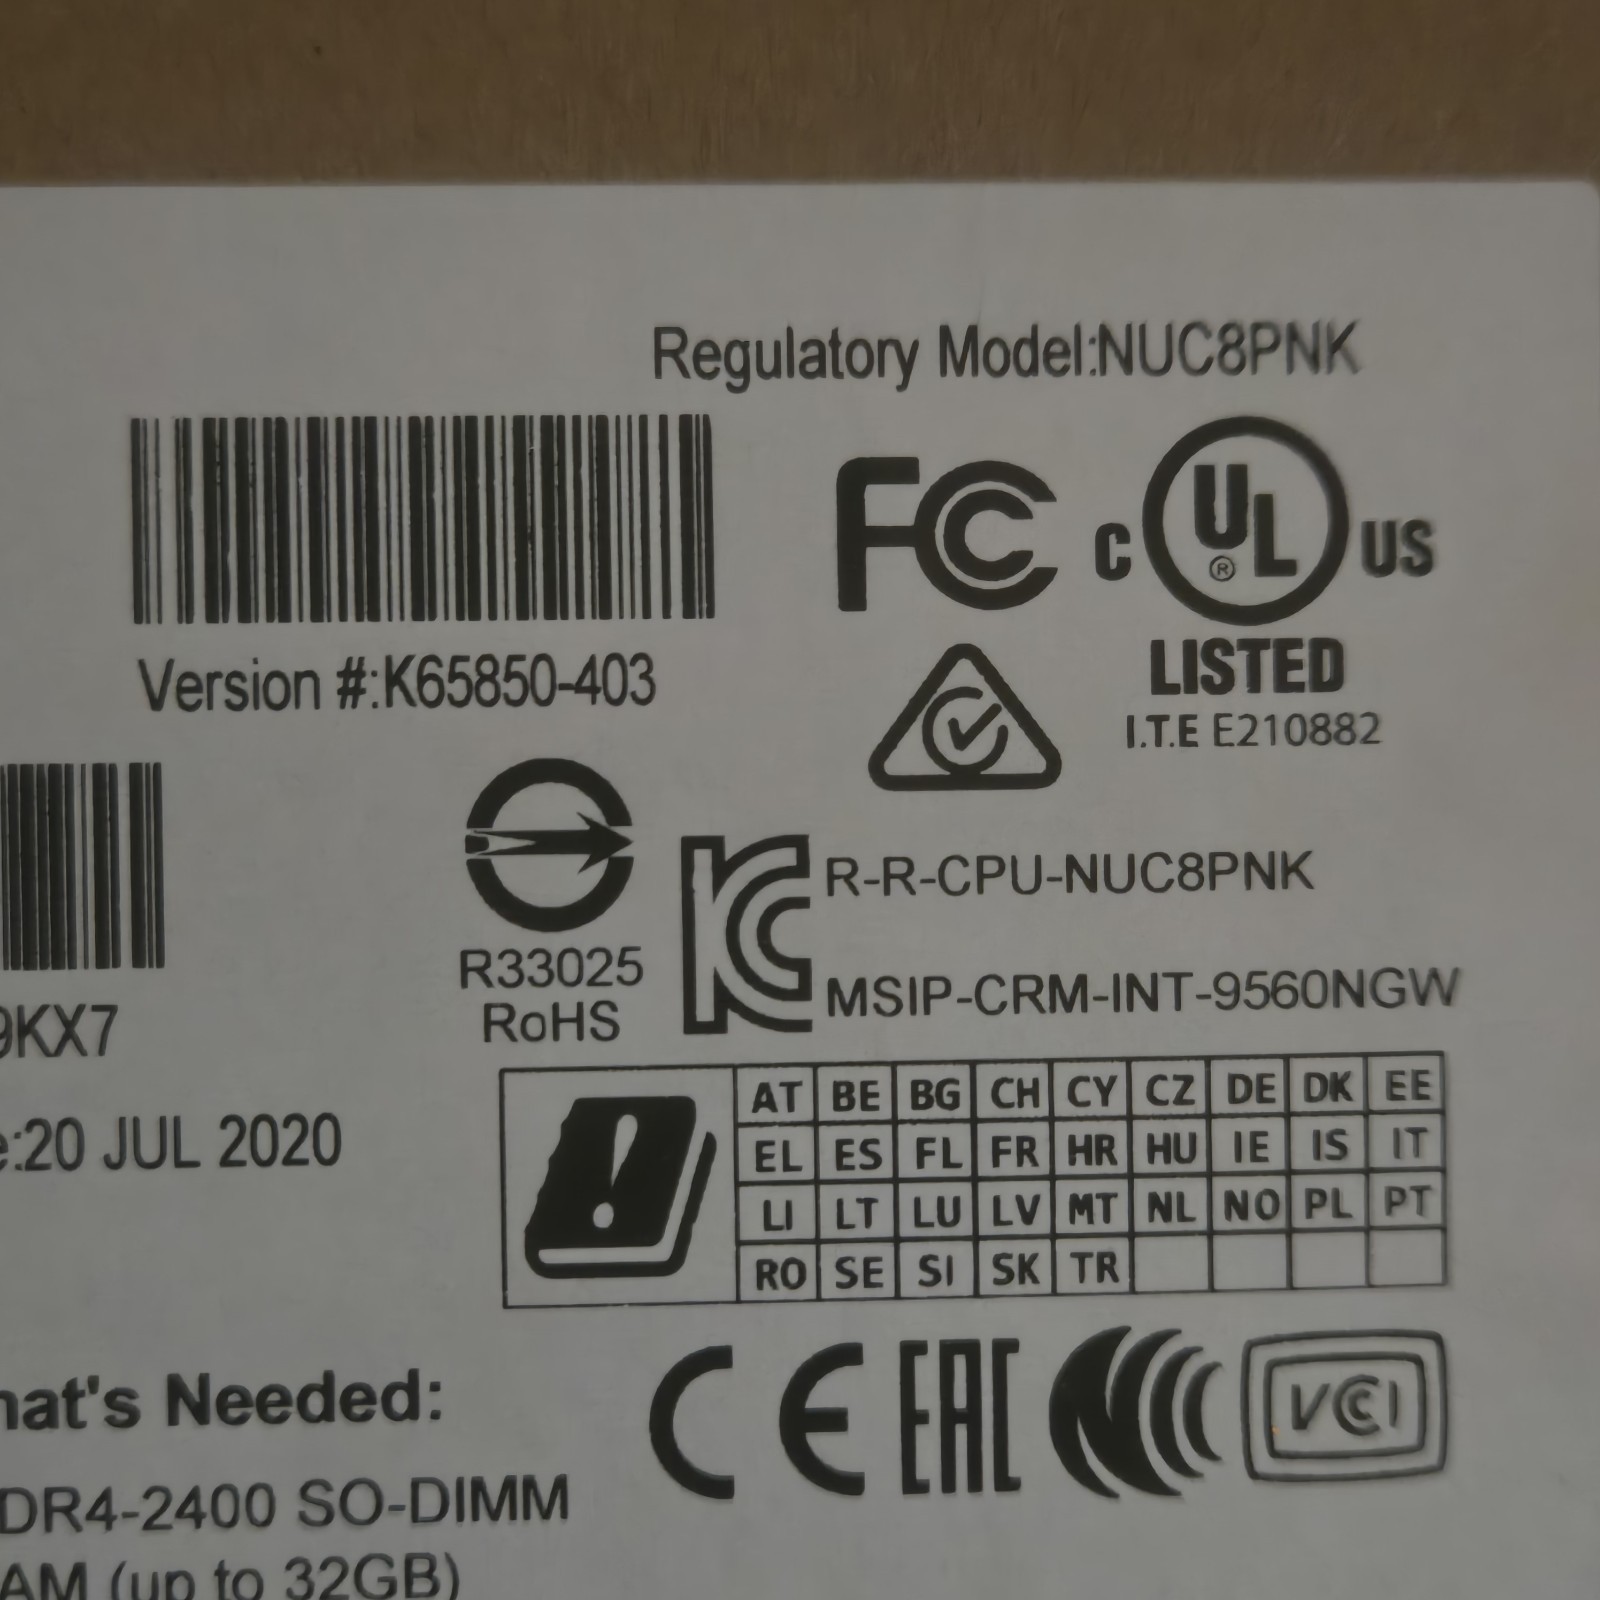 Regulatory Model:NUC8PNK
FC
C UL US
®
LISTED
Version #:K65850-403
I.T.E E210882
R-R-CPU-NUC8PNK
R33025
RoHS
MSIP-CRM-INT-9560NGW
9KX7
AT BE BG CH CY CZ DE DK EE
EL ES FL FR HR HU IE IS IT
LI LT LU LV MT NL NO PL PT
RO SE SI SK TR
e:20 JUL 2020
CE EAC VCCI
hat's Needed:
DR4-2400 SO-DIMM
AM (up to 32GB)